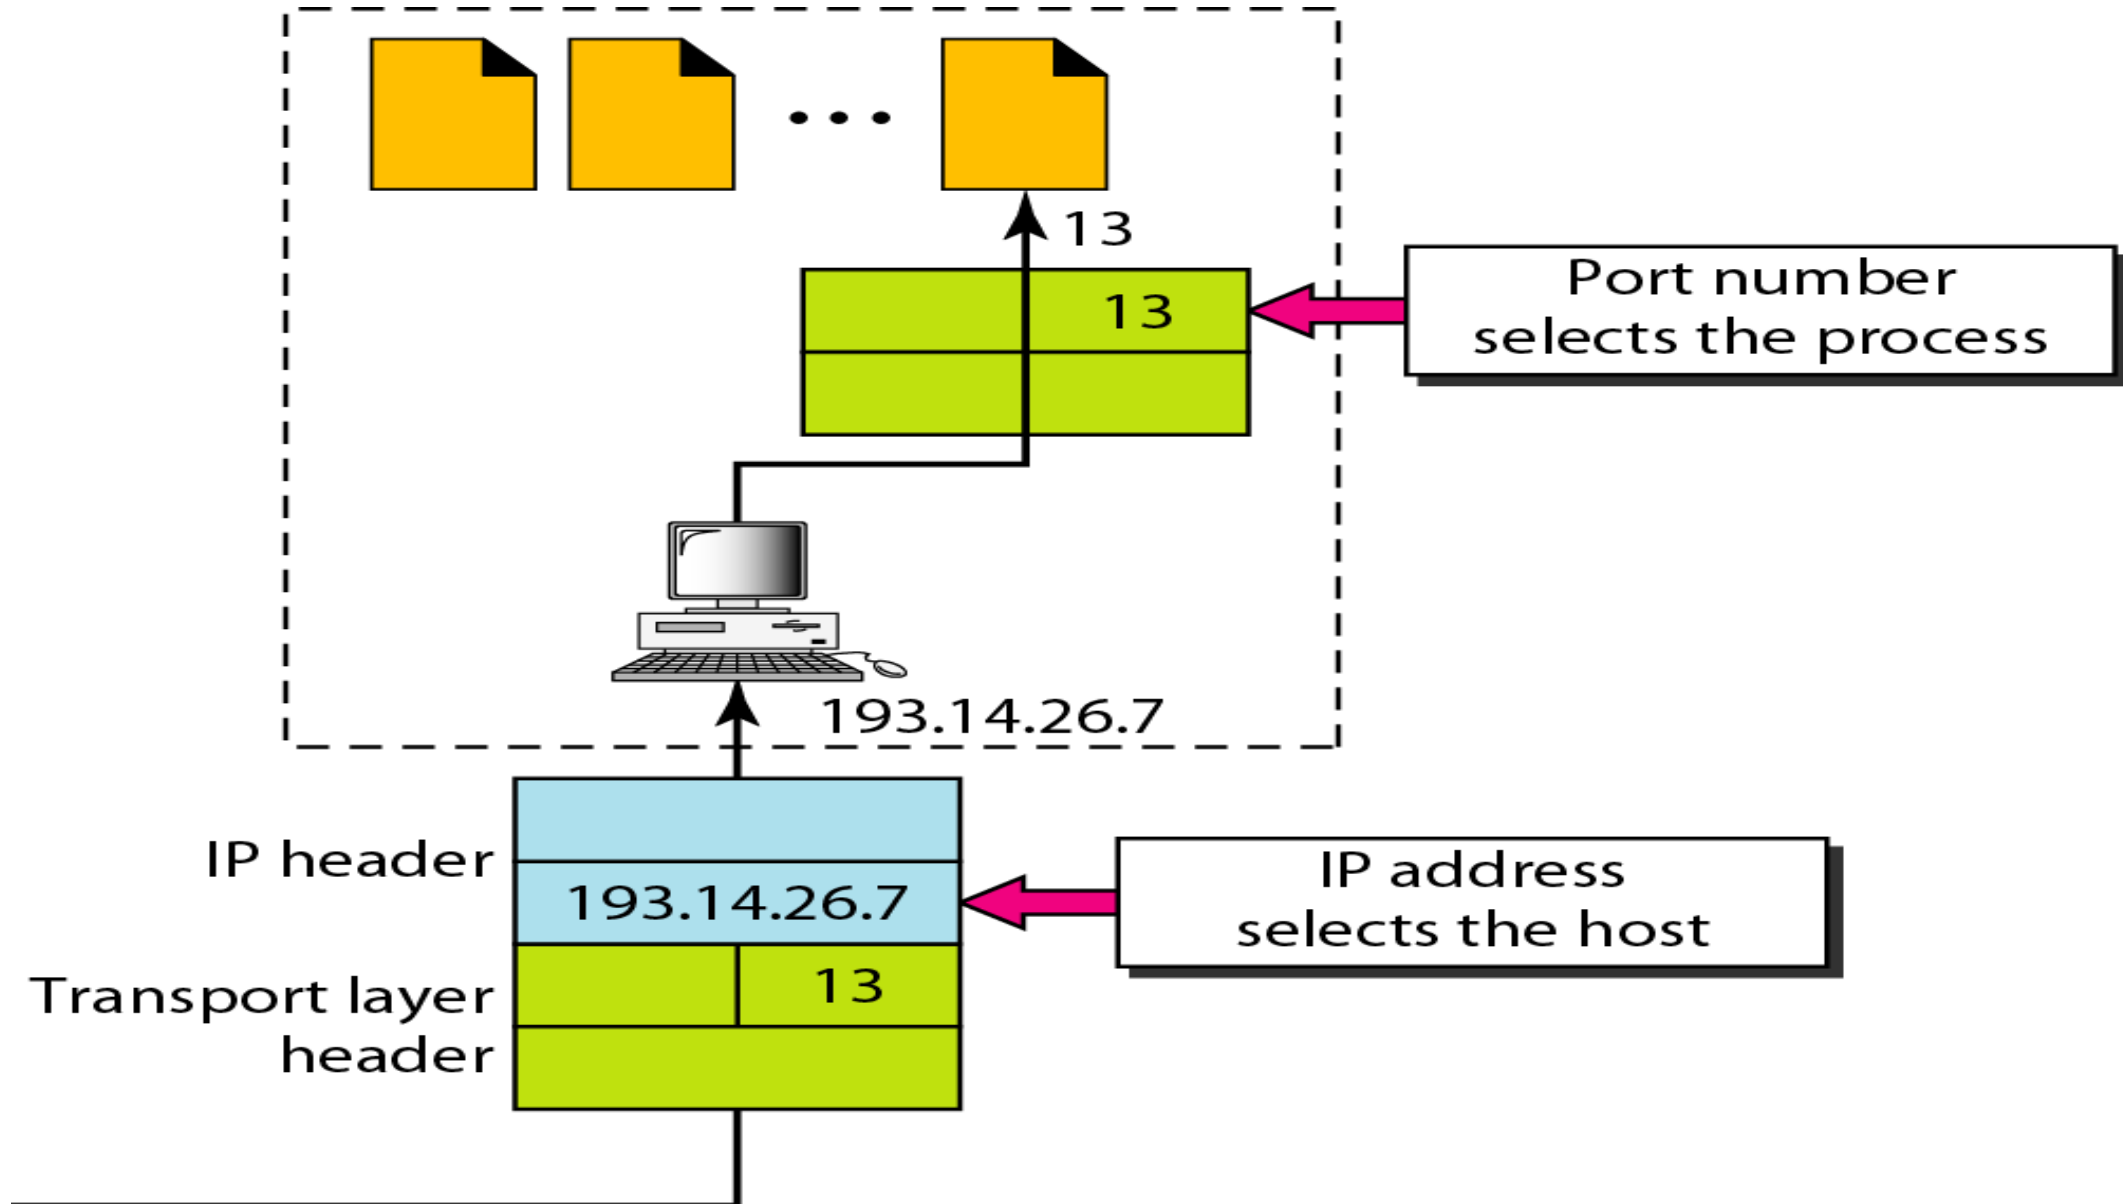 13
13
Port number
selects the process
193.14.26.7
IP header
193.14.26.7
IP address
selects the host
Transport layer
header
13